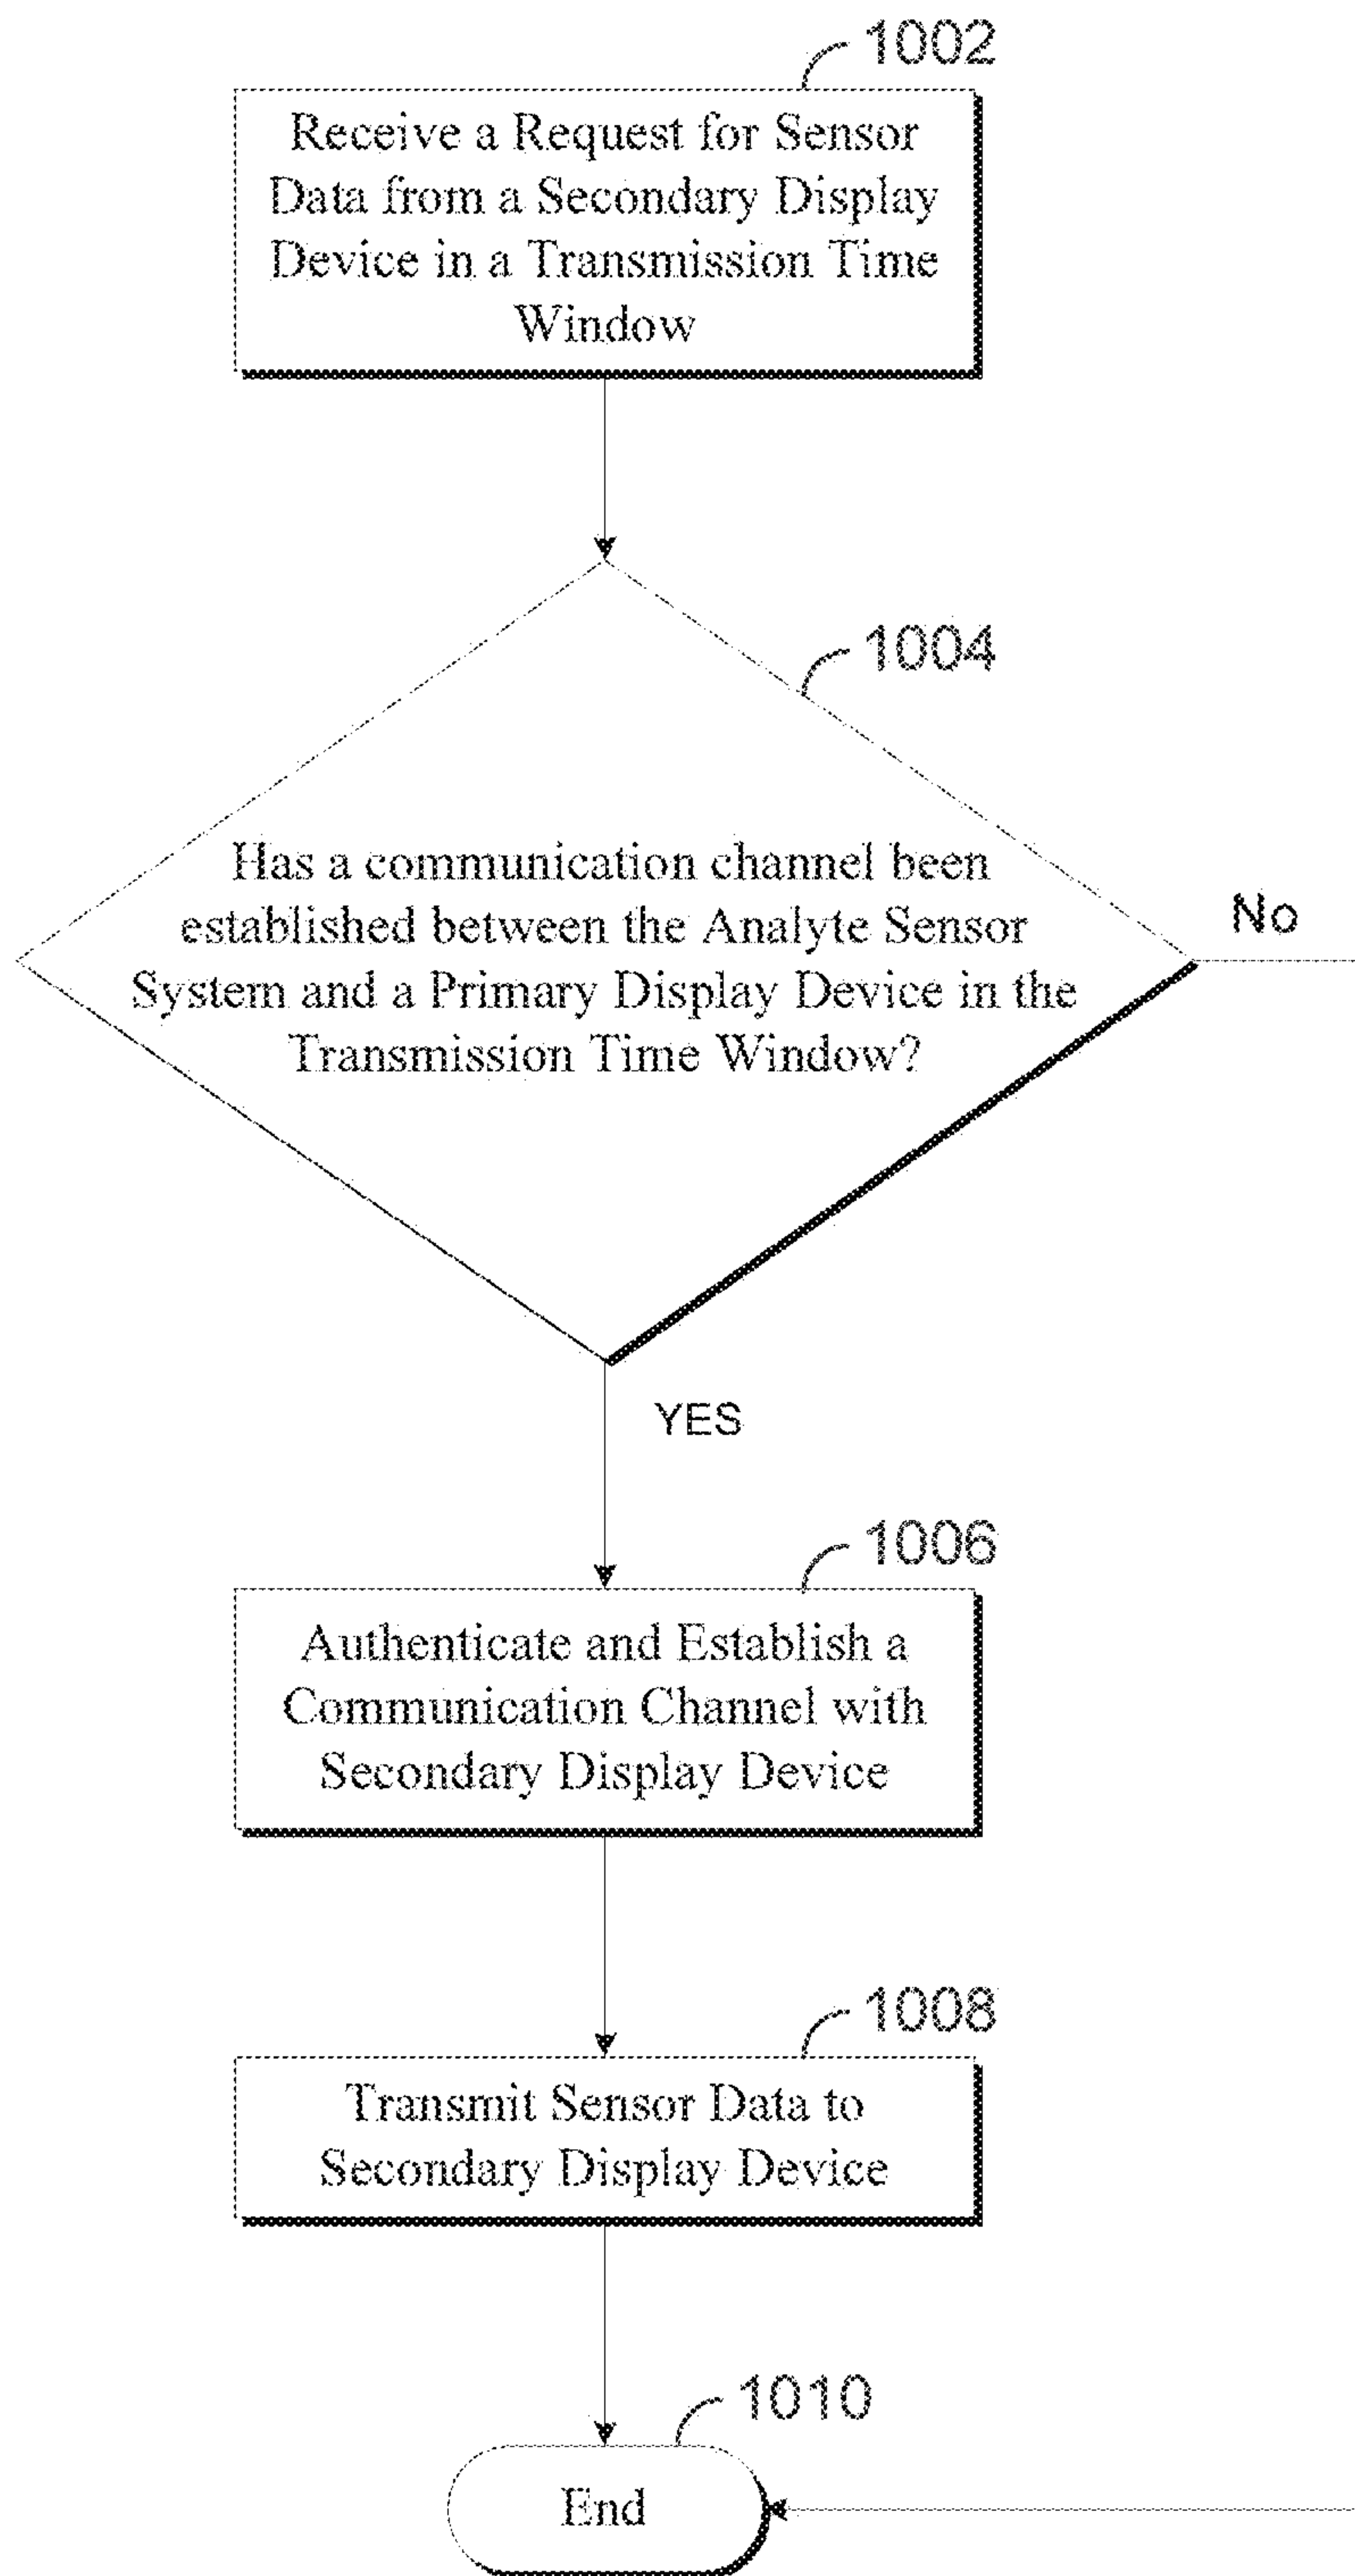 1002
Receive a Request for Sensor
Data from a Secondary Display
Device in a Transmission Time
Window
1004
Has a communication channel been
established between the Analyte Sensor
System and a Primary Display Device in the
Transmission Time Window?
No
YES
1006
Authenticate and Establish a
Communication Channel with
Secondary Display Device
1008
Transmit Sensor Data to
Secondary Display Device
1010
End